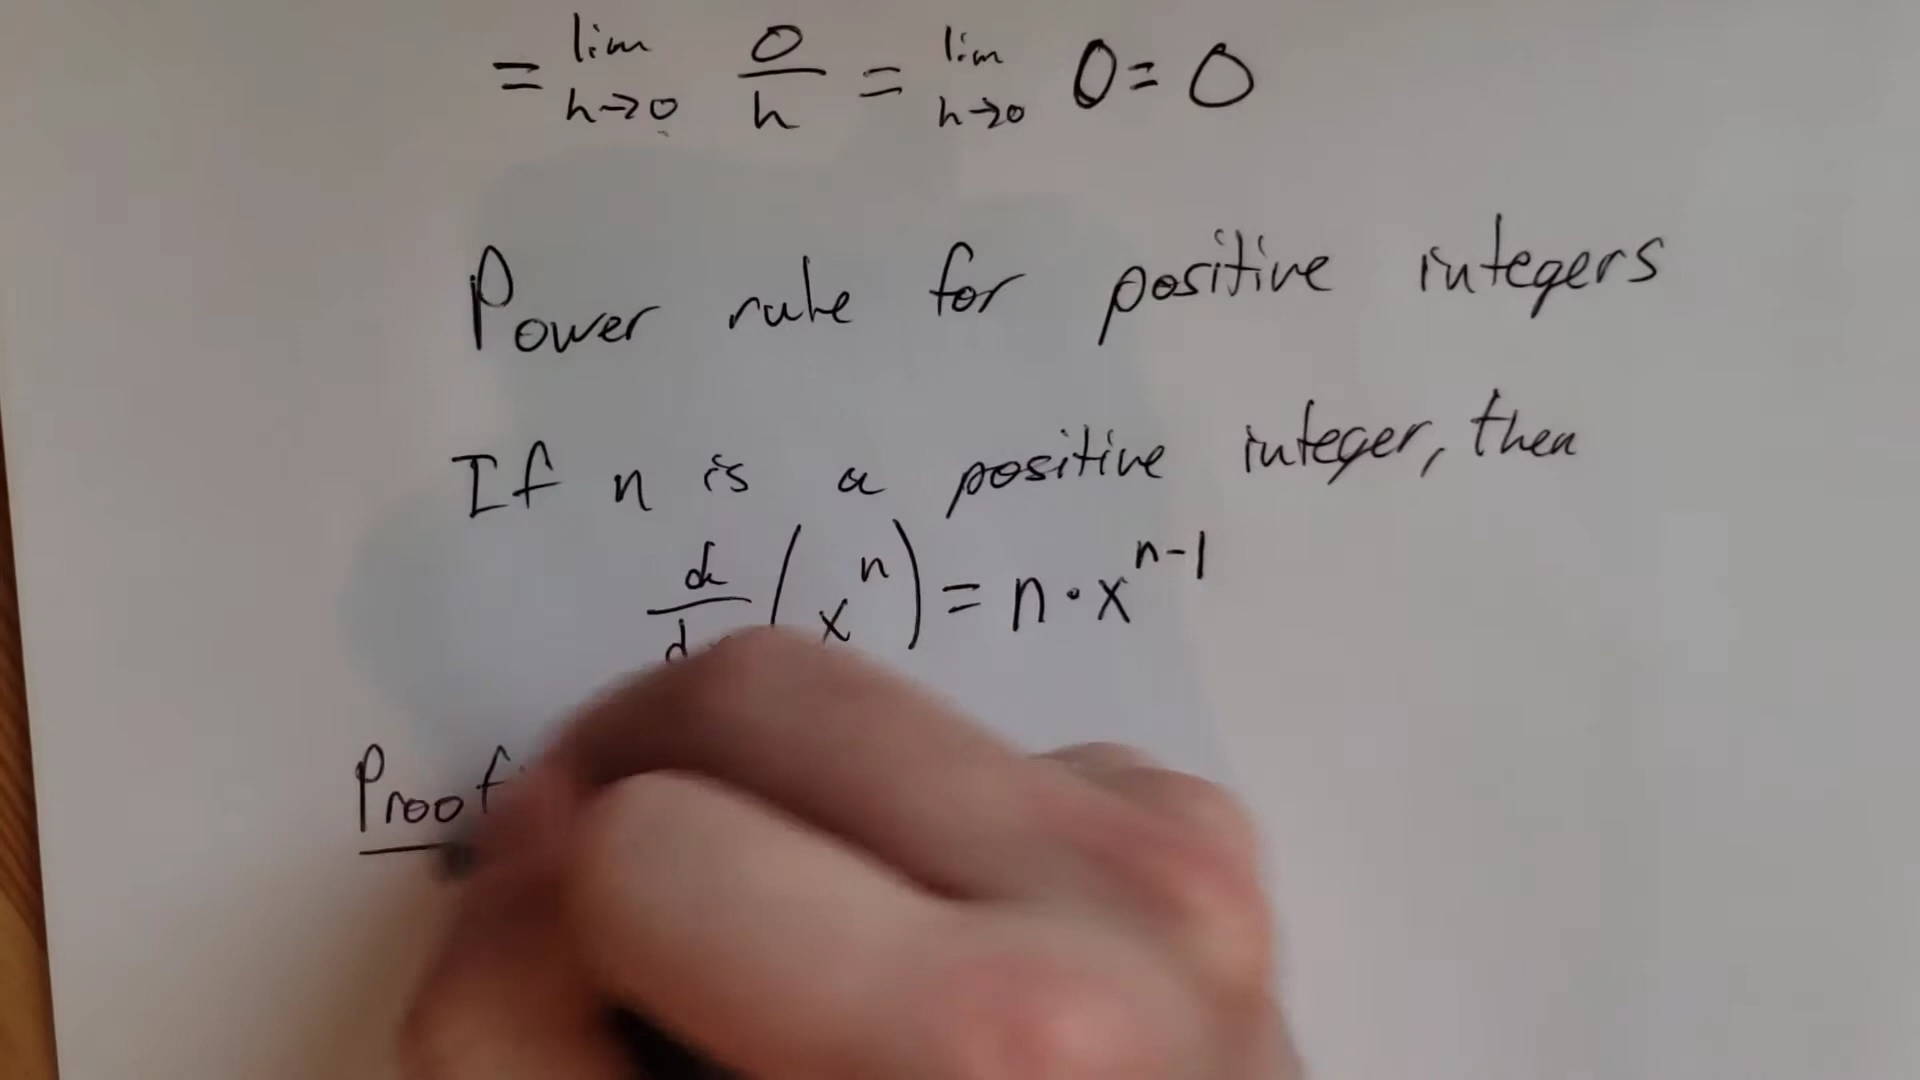 = lim h→0 0/h = lim h→0 0 = 0
Power rule for positive integers
If n is a positive integer, then
d/d (x^n) = n · x^(n-1)
Proof